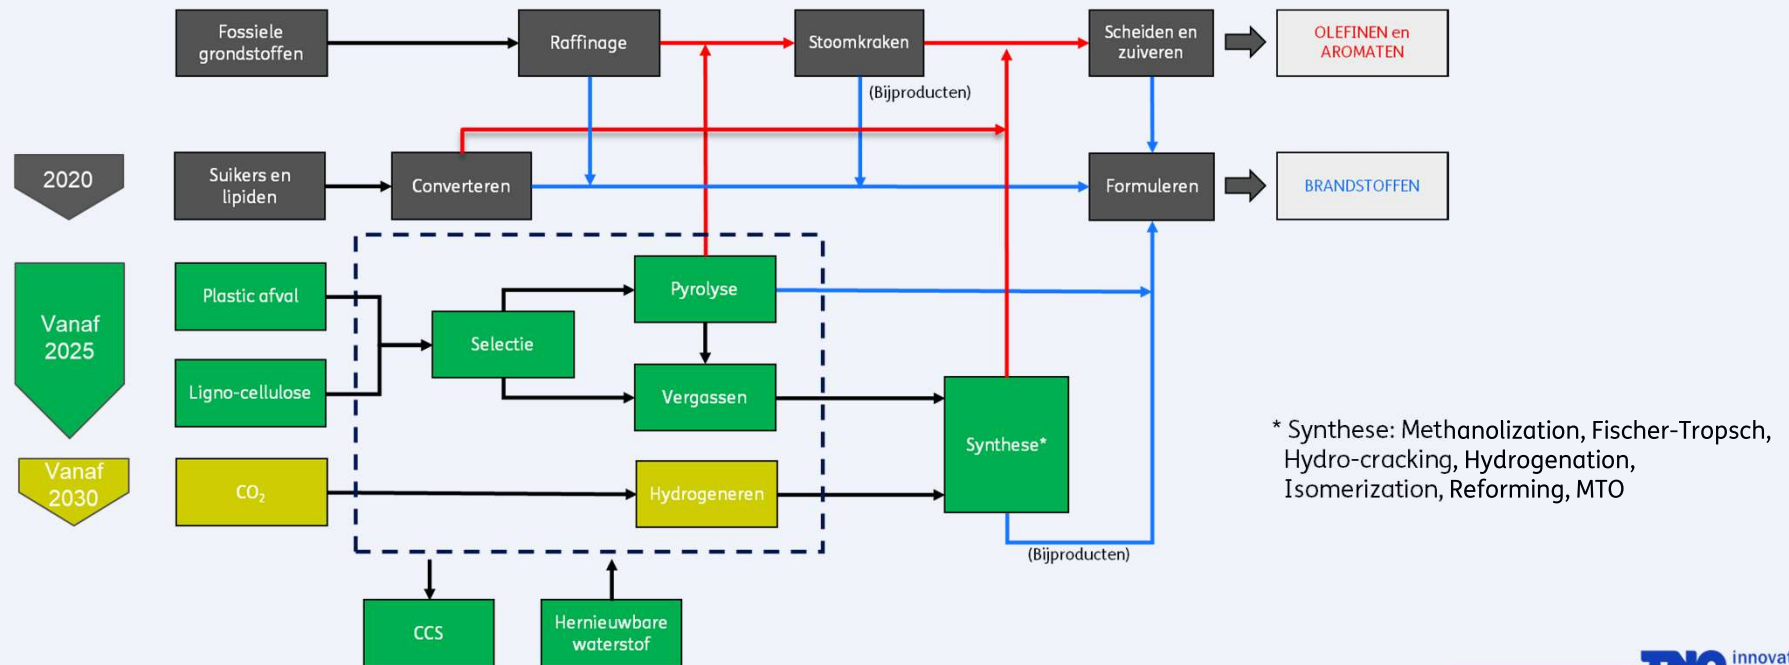 Fossiele
grondstoffen
Raffinage
Stoomkraken
Scheiden en
zuiveren
OLEFINEN en
AROMATEN
(Bijproducten)
2020
Suikers en
lipiden
Converteren
Formuleren
BRANDSTOFFEN
Vanaf
2025
Plastic afval
Ligno-cellulose
Selectie
Pyrolyse
Vergassen
Synthese*
* Synthese: Methanolization, Fischer-Tropsch,
Hydro-cracking, Hydrogenation,
Isomerization, Reforming, MTO
Vanaf
2030
CO₂
Hydrogeneren
(Bijproducten)
CCS
Hernieuwbare
waterstof